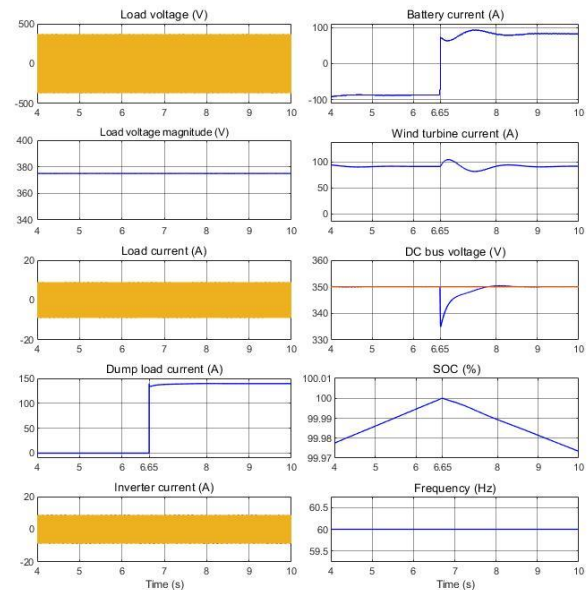 Load voltage (V)
500
0
-500
4 5 6 7 8 9 10
Load voltage magnitude (V)
400
380
360
340
4 5 6 7 8 9 10
Load current (A)
20
0
-20
4 5 6 7 8 9 10
Dump load current (A)
150
100
50
0
4 5 6 6.65 8 9 10
Inverter current (A)
20
0
-20
4 5 6 7 8 9 10
Time (s)
Battery current (A)
100
0
-100
4 5 6.65 8 9 10
Wind turbine current (A)
100
50
0
4 5 6.65 8 9 10
DC bus voltage (V)
360
350
340
330
4 5 6.65 8 9 10
SOC (%)
100.01
100
99.99
99.98
99.97
4 5 6.65 8 9 10
Frequency (Hz)
60.5
60
59.5
4 5 6 7 8 9 10
Time (s)